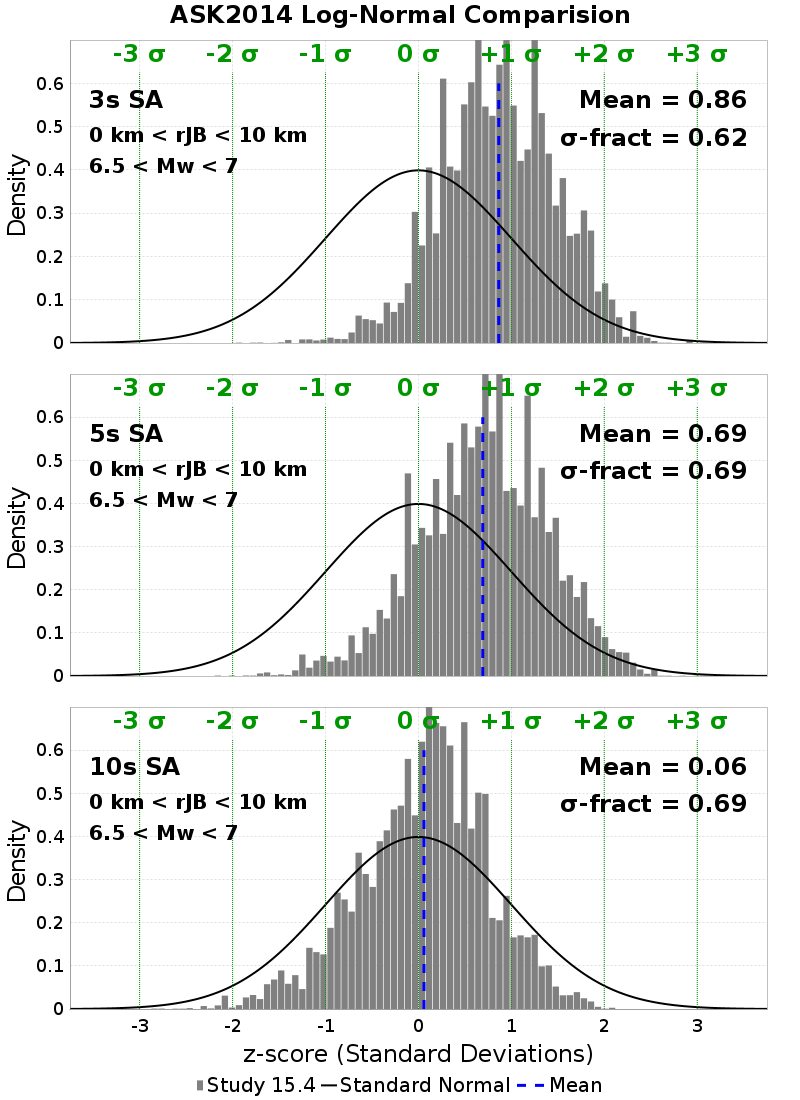 ASK2014 Log-Normal Comparision
-3 σ -2 σ -1 σ 0 σ +1 σ +2 σ +3 σ
3s SA
Mean = 0.86
0 km < rJB < 10 km
σ-fract = 0.62
6.5 < Mw < 7
Density
0.6
0.5
0.4
0.3
0.2
0.1
0
-3 σ -2 σ -1 σ 0 σ +1 σ +2 σ +3 σ
5s SA
Mean = 0.69
0 km < rJB < 10 km
σ-fract = 0.69
6.5 < Mw < 7
Density
0.6
0.5
0.4
0.3
0.2
0.1
0
-3 σ -2 σ -1 σ 0 σ +1 σ +2 σ +3 σ
10s SA
Mean = 0.06
0 km < rJB < 10 km
σ-fract = 0.69
6.5 < Mw < 7
Density
0.6
0.5
0.4
0.3
0.2
0.1
0
-3 -2 -1 0 1 2 3
z-score (Standard Deviations)
Study 15.4 Standard Normal Mean